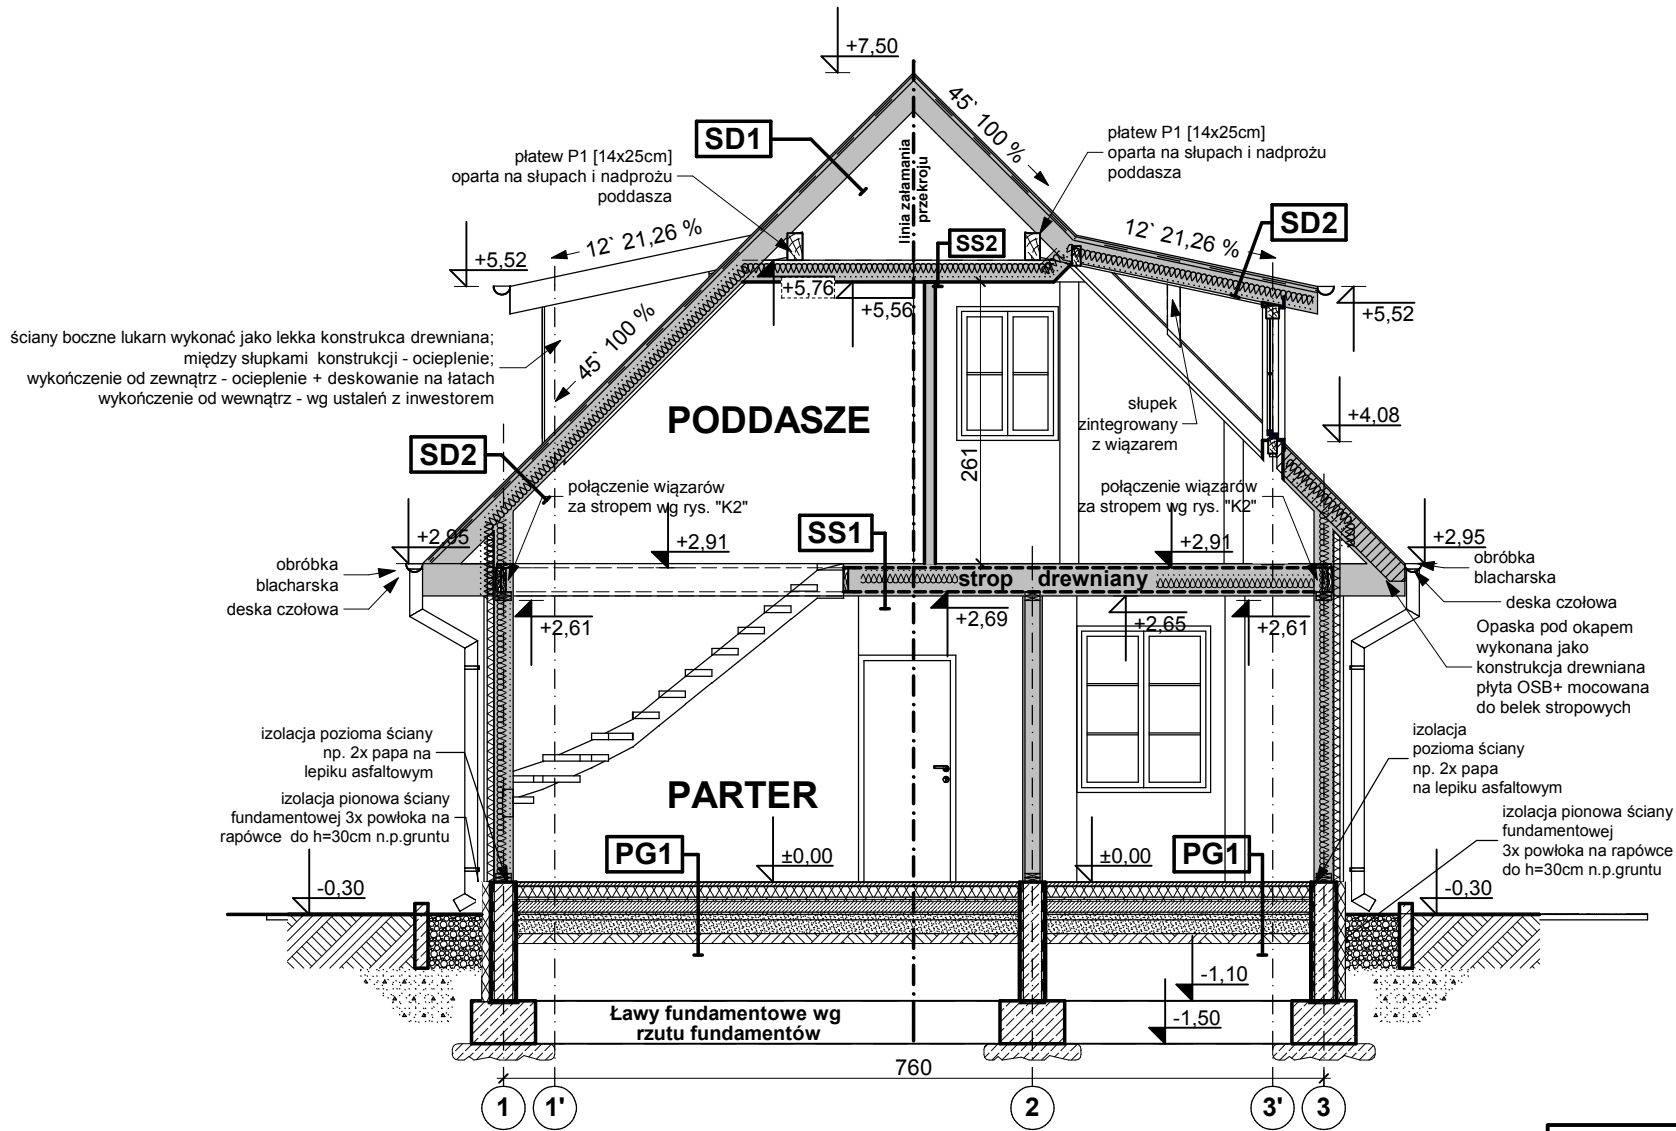 +7,50
45` 100 %
SD1
płatew P1 [14x25cm]
oparta na słupach i nadprożu
poddasza
linia załamania
przekroju
płatew P1 [14x25cm]
oparta na słupach i nadprożu
poddasza
12` 21,26 %
SS2
12` 21,26 %
SD2
+5,52
+5,76
+5,56
+5,52
ściany boczne lukarn wykonać jako lekka konstrukca drewniana;
między słupkami konstrukcji - ocieplenie;
wykończenie od zewnątrz - ocieplenie + deskowanie na łatach
wykończenie od wewnątrz - wg ustaleń z inwestorem
45` 100 %
PODDASZE
słupek
zintegrowany
z wiązarem
+4,08
SD2
261
połączenie wiązarów
za stropem wg rys. "K2"
połączenie wiązarów
za stropem wg rys. "K2"
+2,95
+2,91
SS1
+2,91
+2,95
obróbka
blacharska
deska czołowa
strop drewniany
obróbka
blacharska
deska czołowa
+2,61
+2,69
+2,65
+2,61
Opaska pod okapem
wykonana jako
konstrukcja drewniana
płyta OSB+ mocowana
do belek stropowych
izolacja pozioma ściany
np. 2x papa na
lepiku asfaltowym
izolacja
pozioma ściany
np. 2x papa
na lepiku asfaltowym
PARTER
izolacja pionowa ściany
fundamentowej 3x powłoka na
rapówce do h=30cm n.p.gruntu
izolacja pionowa ściany
fundamentowej
3x powłoka na rapówce
do h=30cm n.p.gruntu
PG1
±0,00
±0,00
PG1
-0,30
-0,30
-1,10
Ławy fundamentowe wg
rzutu fundamentów
-1,50
760
1
1'
2
3'
3